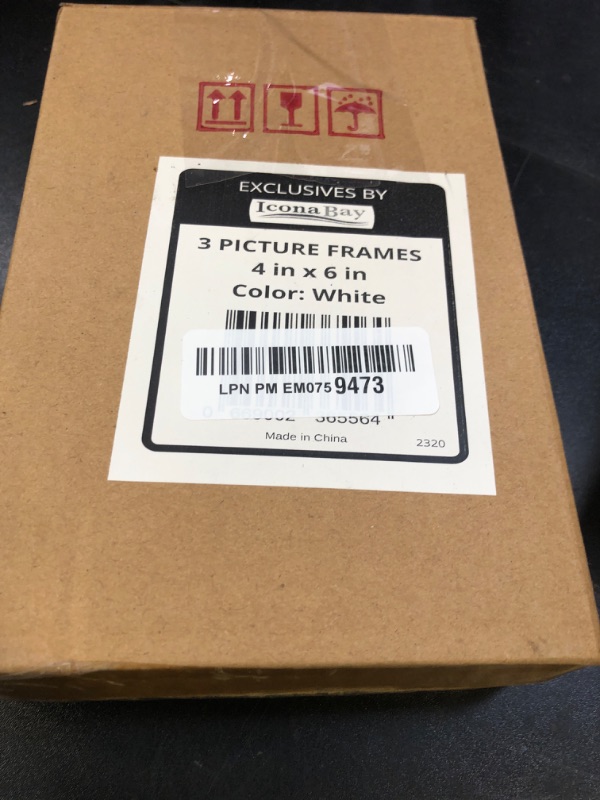 EXCLUSIVES BY
Icona Bay
3 PICTURE FRAMES
4 in x 6 in
Color: White
LPN PM EM075 9473
365564
Made in China
2320